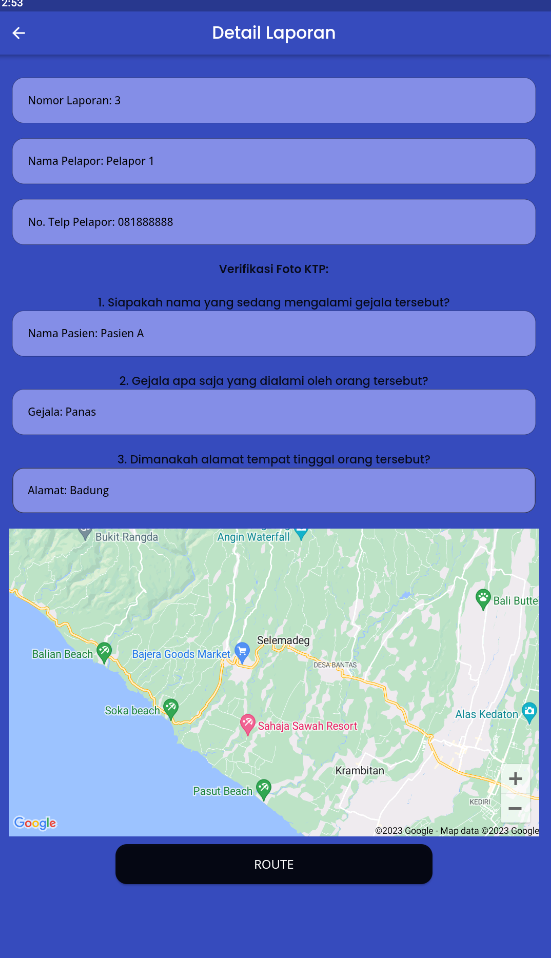 2:53
Detail Laporan
Nomor Laporan: 3
Nama Pelapor: Pelapor 1
No. Telp Pelapor: 081888888
Verifikasi Foto KTP:
1. Siapakah nama yang sedang mengalami gejala tersebut?
Nama Pasien: Pasien A
2. Gejala apa saja yang dialami oleh orang tersebut?
Gejala: Panas
3. Dimanakah alamat tempat tinggal orang tersebut?
Alamat: Badung
Bukit Rangda
Angin Waterfall
Bali Butte
Selemadeg
Balian Beach
Bajera Goods Market
DESA BANTAS
Soka beach
Alas Kedaton
Sahaja Sawah Resort
Krambitan
+
Pasut Beach
KEDIRI
−
Google
©2023 Google - Map data ©2023 Google
ROUTE